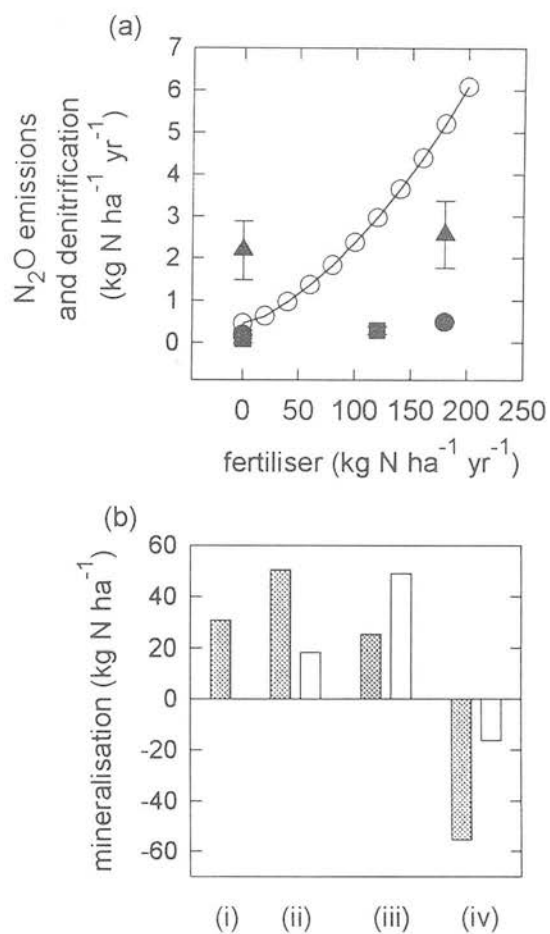 (a)
7
6
5
4
3
2
1
0
N₂O emissions
and denitrification
(kg N ha⁻¹ yr⁻¹)
0 50 100 150 200 250
fertiliser (kg N ha⁻¹ yr⁻¹)
(b)
60
40
20
0
-20
-40
-60
mineralisation (kg N ha⁻¹)
(i) (ii) (iii) (iv)